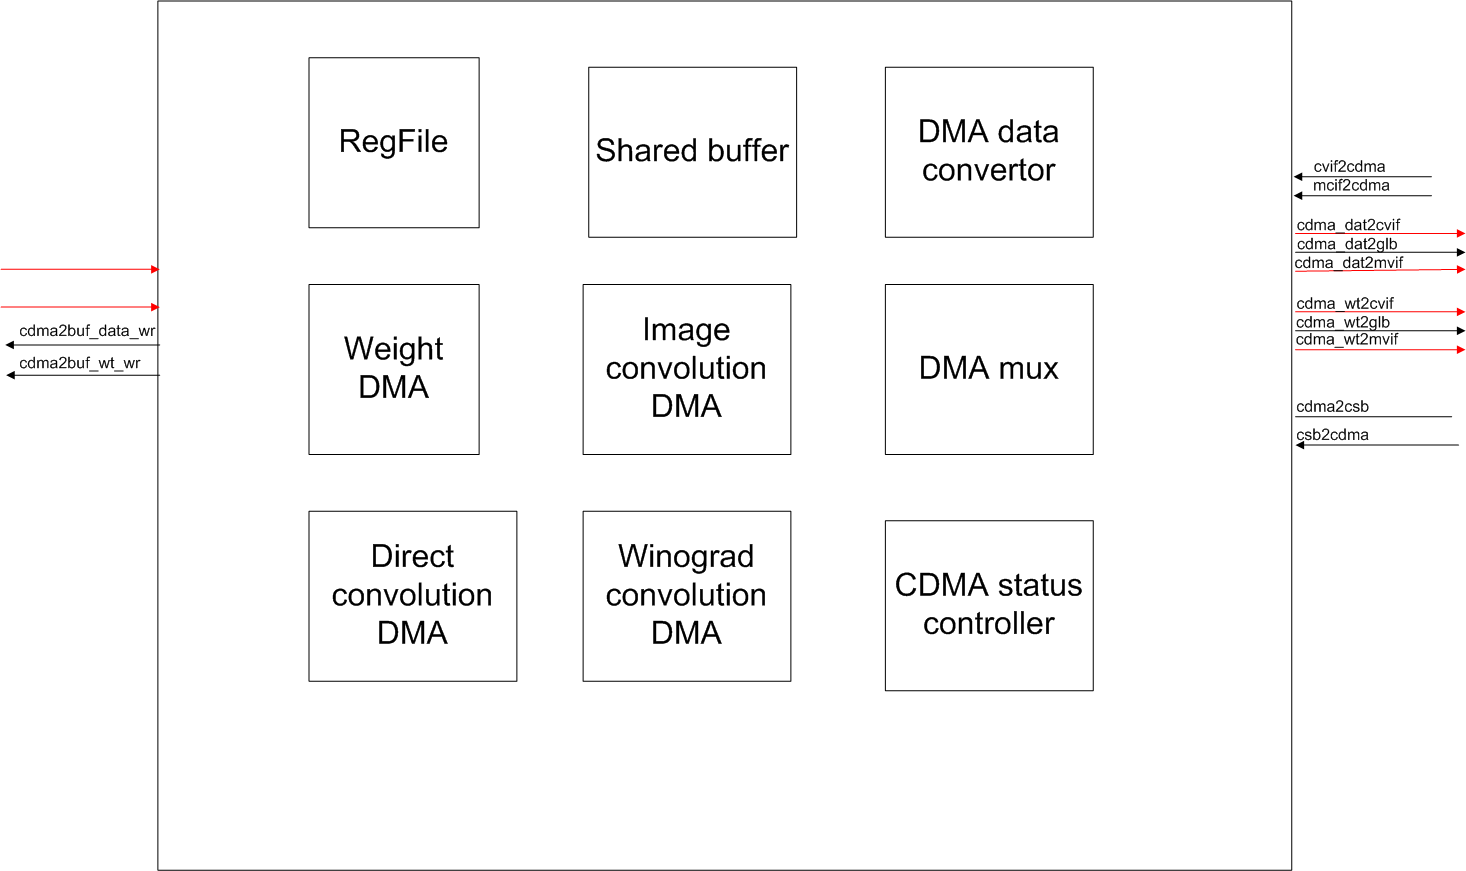 RegFile
Shared buffer
DMA data
convertor
cvif2cdma
mcif2cdma
cdma_dat2cvif
cdma_dat2glb
cdma_dat2mvif
cdma_wt2cvif
cdma_wt2glb
cdma_wt2mvif
cdma2csb
csb2cdma
cdma2buf_data_wr
cdma2buf_wt_wr
Weight
DMA
Image
convolution
DMA
DMA mux
Direct
convolution
DMA
Winograd
convolution
DMA
CDMA status
controller